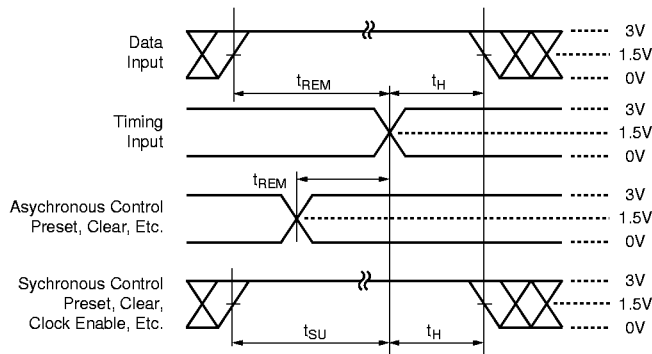 Data
Input
3V
1.5V
0V
tREM
tH
Timing
Input
3V
1.5V
0V
tREM
Asychronous Control
Preset, Clear, Etc.
3V
1.5V
0V
Sychronous Control
Preset, Clear,
Clock Enable, Etc.
3V
1.5V
0V
tSU
tH